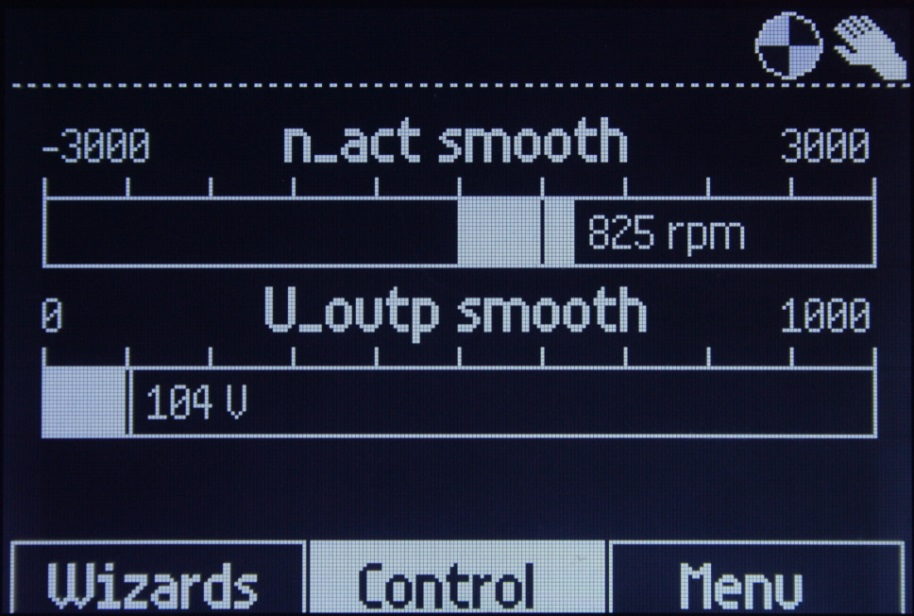 -3000 n_act smooth 3000
825 rpm
0 U_outp smooth 1000
104 V
Wizards Control Menu